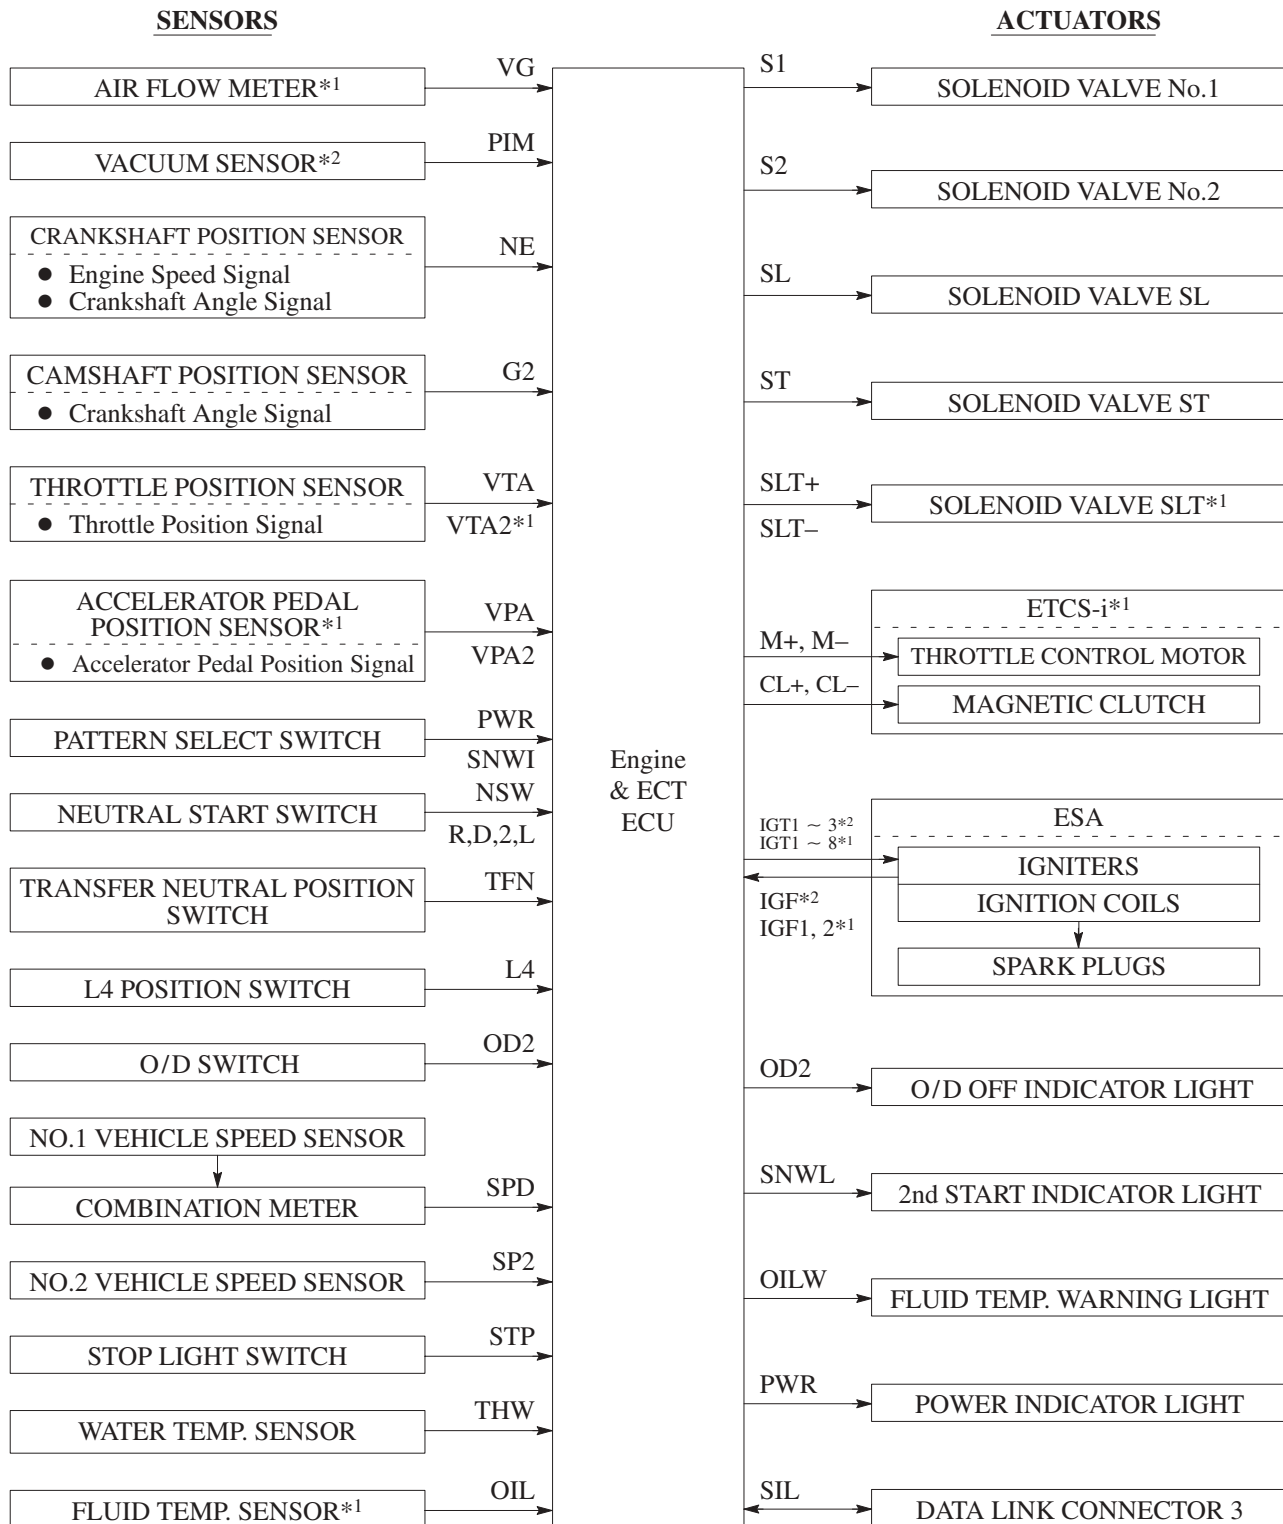 SENSORS
ACTUATORS
AIR FLOW METER*1
VG
VACUUM SENSOR*2
PIM
CRANKSHAFT POSITION SENSOR
● Engine Speed Signal
● Crankshaft Angle Signal
NE
CAMSHAFT POSITION SENSOR
● Crankshaft Angle Signal
G2
THROTTLE POSITION SENSOR
● Throttle Position Signal
VTA
VTA2*1
ACCELERATOR PEDAL
POSITION SENSOR*1
● Accelerator Pedal Position Signal
VPA
VPA2
PATTERN SELECT SWITCH
PWR
SNWI
NEUTRAL START SWITCH
NSW
R,D,2,L
TRANSFER NEUTRAL POSITION
SWITCH
TFN
L4 POSITION SWITCH
L4
O/D SWITCH
OD2
NO.1 VEHICLE SPEED SENSOR
COMBINATION METER
SPD
NO.2 VEHICLE SPEED SENSOR
SP2
STOP LIGHT SWITCH
STP
WATER TEMP. SENSOR
THW
FLUID TEMP. SENSOR*1
OIL
Engine
& ECT
ECU
S1
SOLENOID VALVE No.1
S2
SOLENOID VALVE No.2
SL
SOLENOID VALVE SL
ST
SOLENOID VALVE ST
SLT+
SLT–
SOLENOID VALVE SLT*1
ETCS-i*1
M+, M–
THROTTLE CONTROL MOTOR
CL+, CL–
MAGNETIC CLUTCH
ESA
IGT1 ~ 3*2
IGT1 ~ 8*1
IGNITERS
IGF*2
IGF1, 2*1
IGNITION COILS
SPARK PLUGS
OD2
O/D OFF INDICATOR LIGHT
SNWL
2nd START INDICATOR LIGHT
OILW
FLUID TEMP. WARNING LIGHT
PWR
POWER INDICATOR LIGHT
SIL
DATA LINK CONNECTOR 3